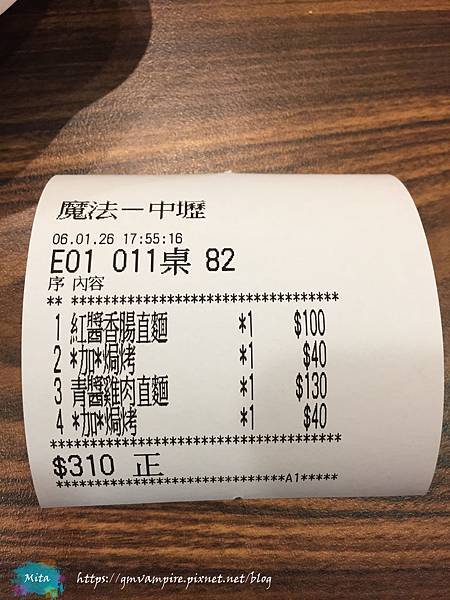 魔法－中壢
06.01.26 17:55:16
E01 011桌 82
序 內容
** *********************************
1 紅醬香腸直麵 *1 $100
2 *加*焗烤 *1 $40
3 青醬雞肉直麵 *1 $130
4 *加*焗烤 *1 $40
************************************
$310 正
******************************A1*****
Mita https://gmvampire.pixnet.net/blog